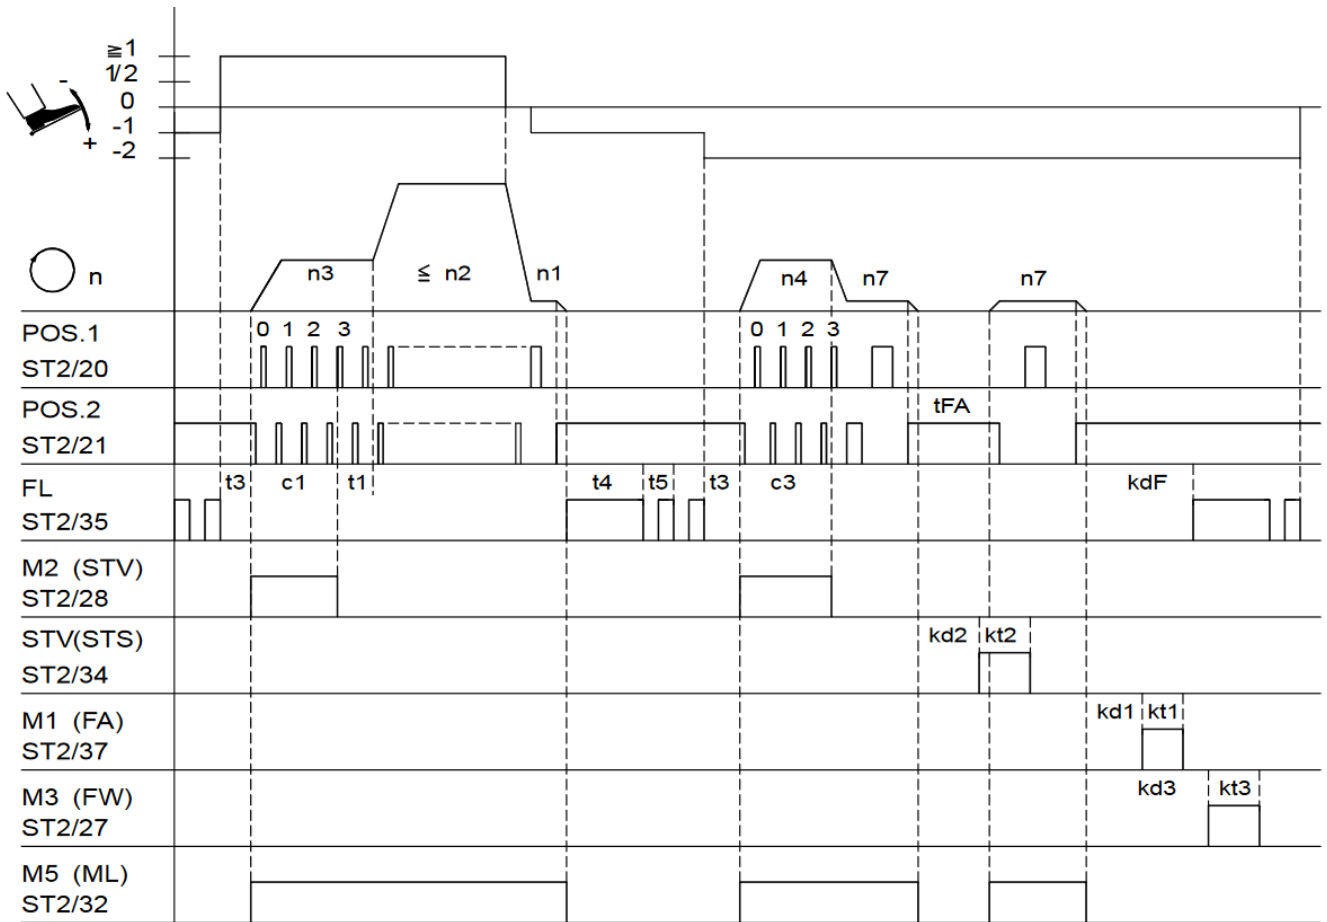 ≧1
1/2
0
-1
-2
-
+
n
n3
≦ n2
n1
n4
n7
n7
POS.1
ST2/20
0 1 2 3
0 1 2 3
POS.2
ST2/21
tFA
FL
ST2/35
t3
c1
t1
t4
t5
t3
c3
kdF
M2 (STV)
ST2/28
STV(STS)
ST2/34
kd2
kt2
M1 (FA)
ST2/37
kd1
kt1
M3 (FW)
ST2/27
kd3
kt3
M5 (ML)
ST2/32